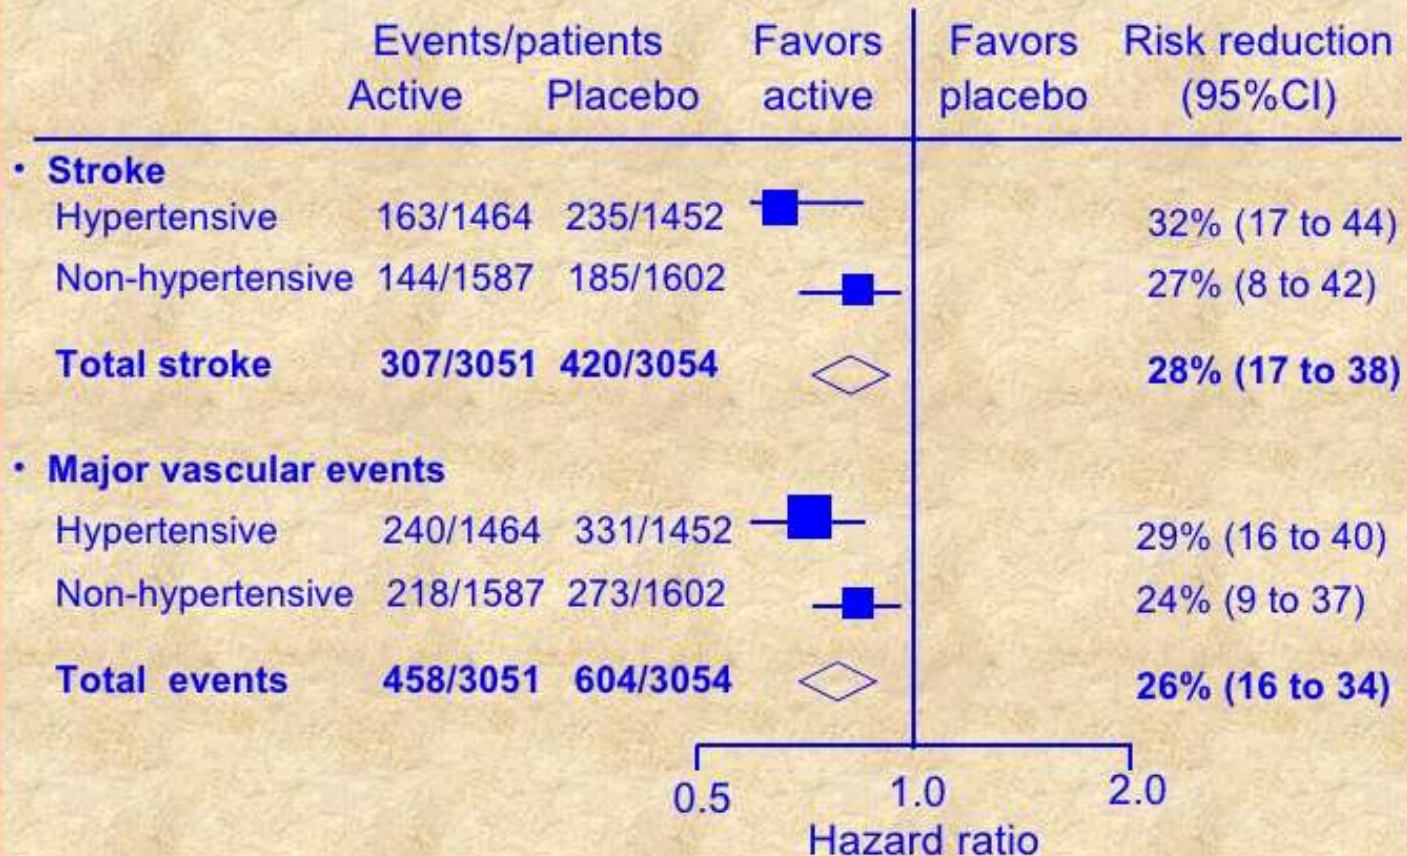 Events/patients Favors Favors Risk reduction
Active Placebo active placebo (95%CI)
• Stroke
Hypertensive 163/1464 235/1452 32% (17 to 44)
Non-hypertensive 144/1587 185/1602 27% (8 to 42)
Total stroke 307/3051 420/3054 28% (17 to 38)
• Major vascular events
Hypertensive 240/1464 331/1452 29% (16 to 40)
Non-hypertensive 218/1587 273/1602 24% (9 to 37)
Total events 458/3051 604/3054 26% (16 to 34)
0.5 1.0 2.0
Hazard ratio